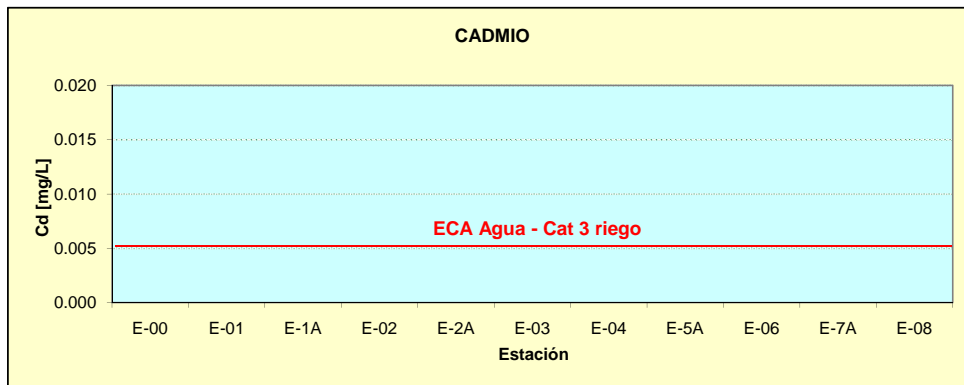 CADMIO
0.020
0.015
0.010
0.005
0.000
Cd [mg/L]
ECA Agua - Cat 3 riego
E-00 E-01 E-1A E-02 E-2A E-03 E-04 E-5A E-06 E-7A E-08
Estación